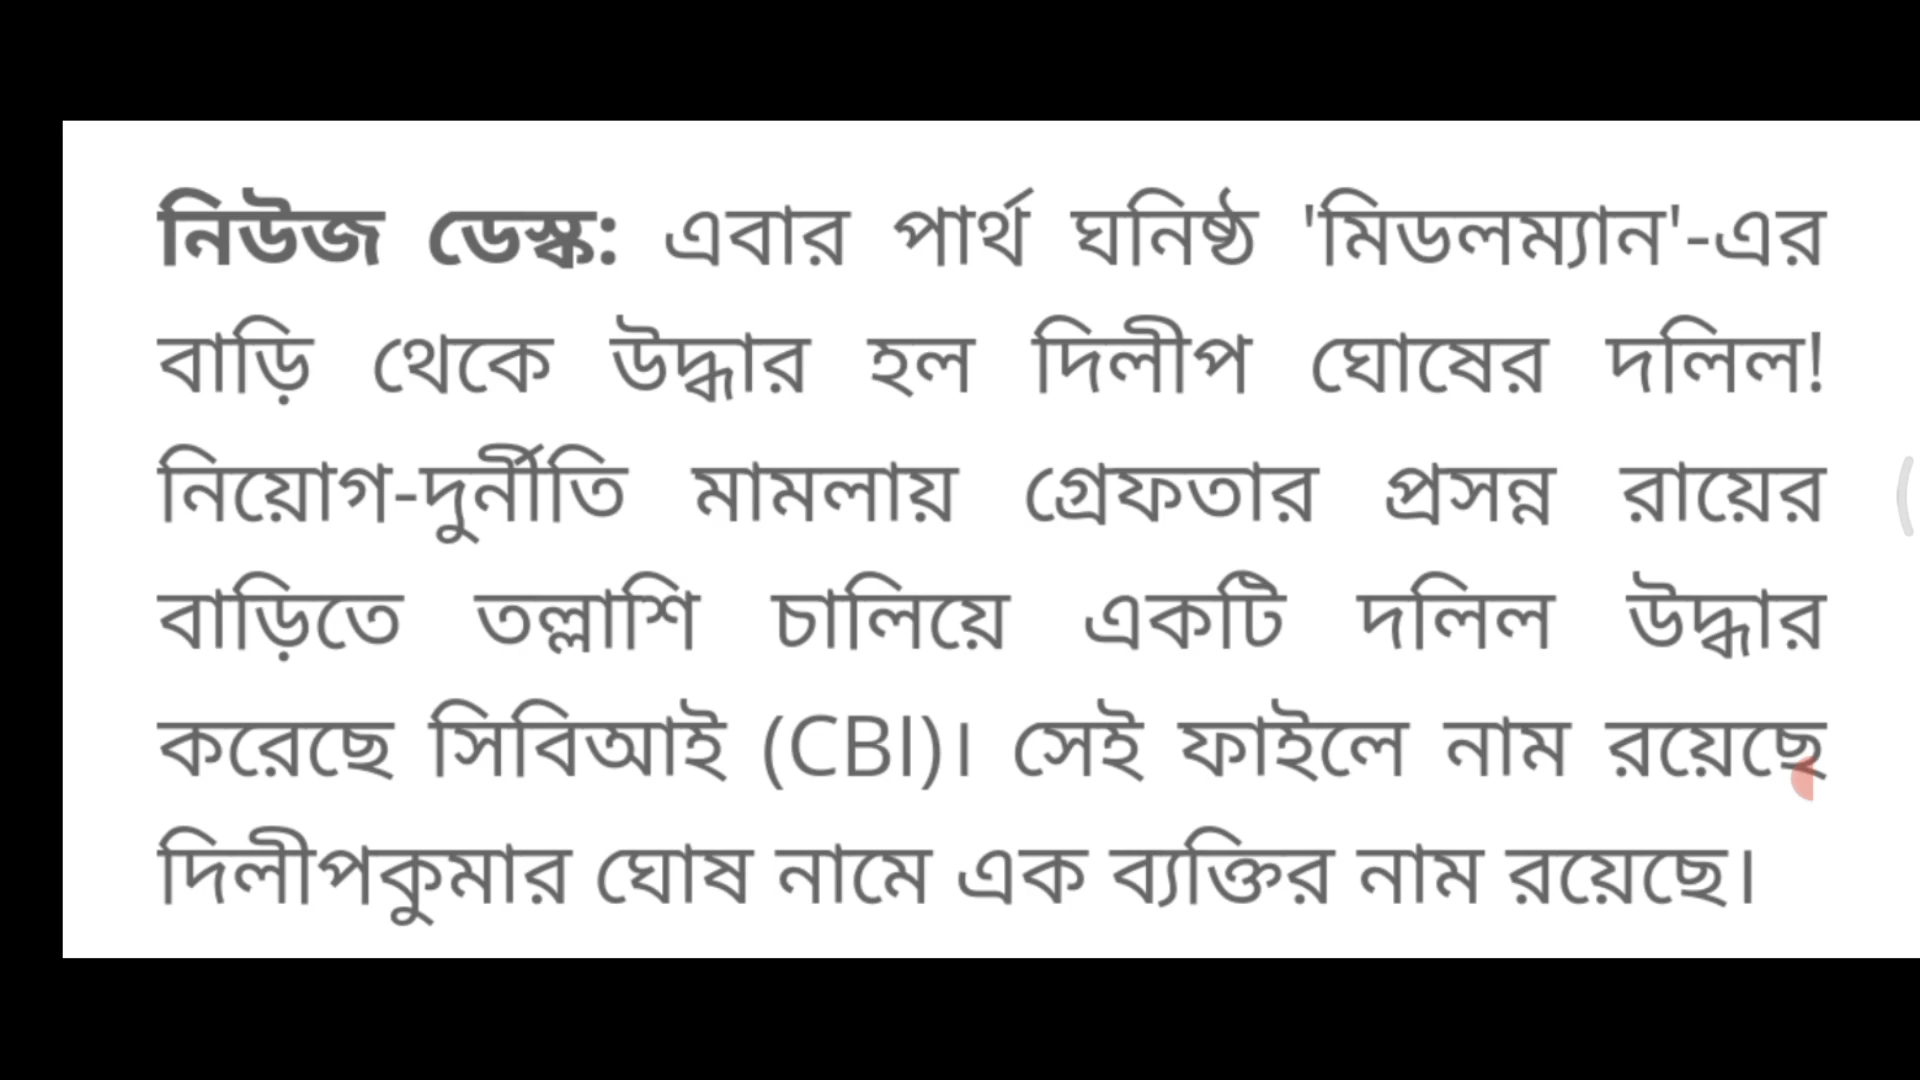 নিউজ ডেস্ক: এবার পার্থ ঘনিষ্ঠ 'মিডলম্যান'-এর
বাড়ি থেকে উদ্ধার হল দিলীপ ঘোষের দলিল!
নিয়োগ-দুর্নীতি মামলায় গ্রেফতার প্রসন্ন রায়ের
বাড়িতে তল্লাশি চালিয়ে একটি দলিল উদ্ধার
করেছে সিবিআই (CBI)। সেই ফাইলে নাম রয়েছে
দিলীপকুমার ঘোষ নামে এক ব্যক্তির নাম রয়েছে।